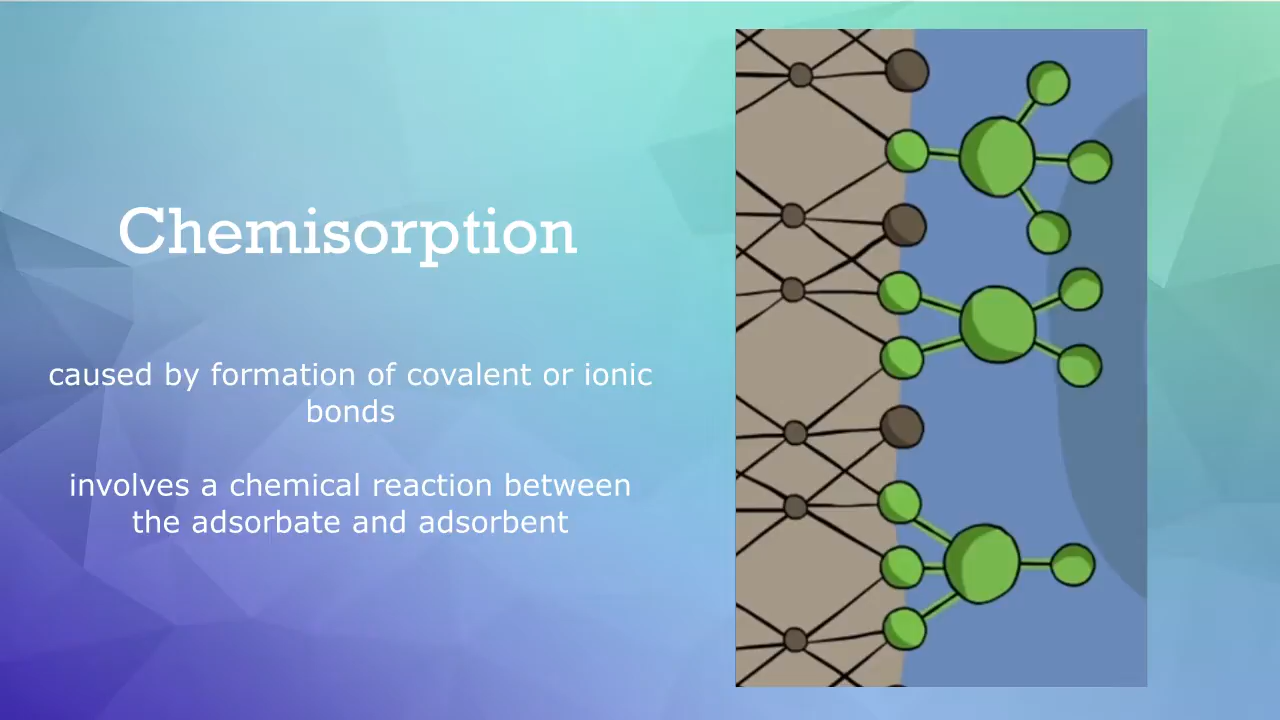 Chemisorption
caused by formation of covalent or ionic
bonds
involves a chemical reaction between
the adsorbate and adsorbent